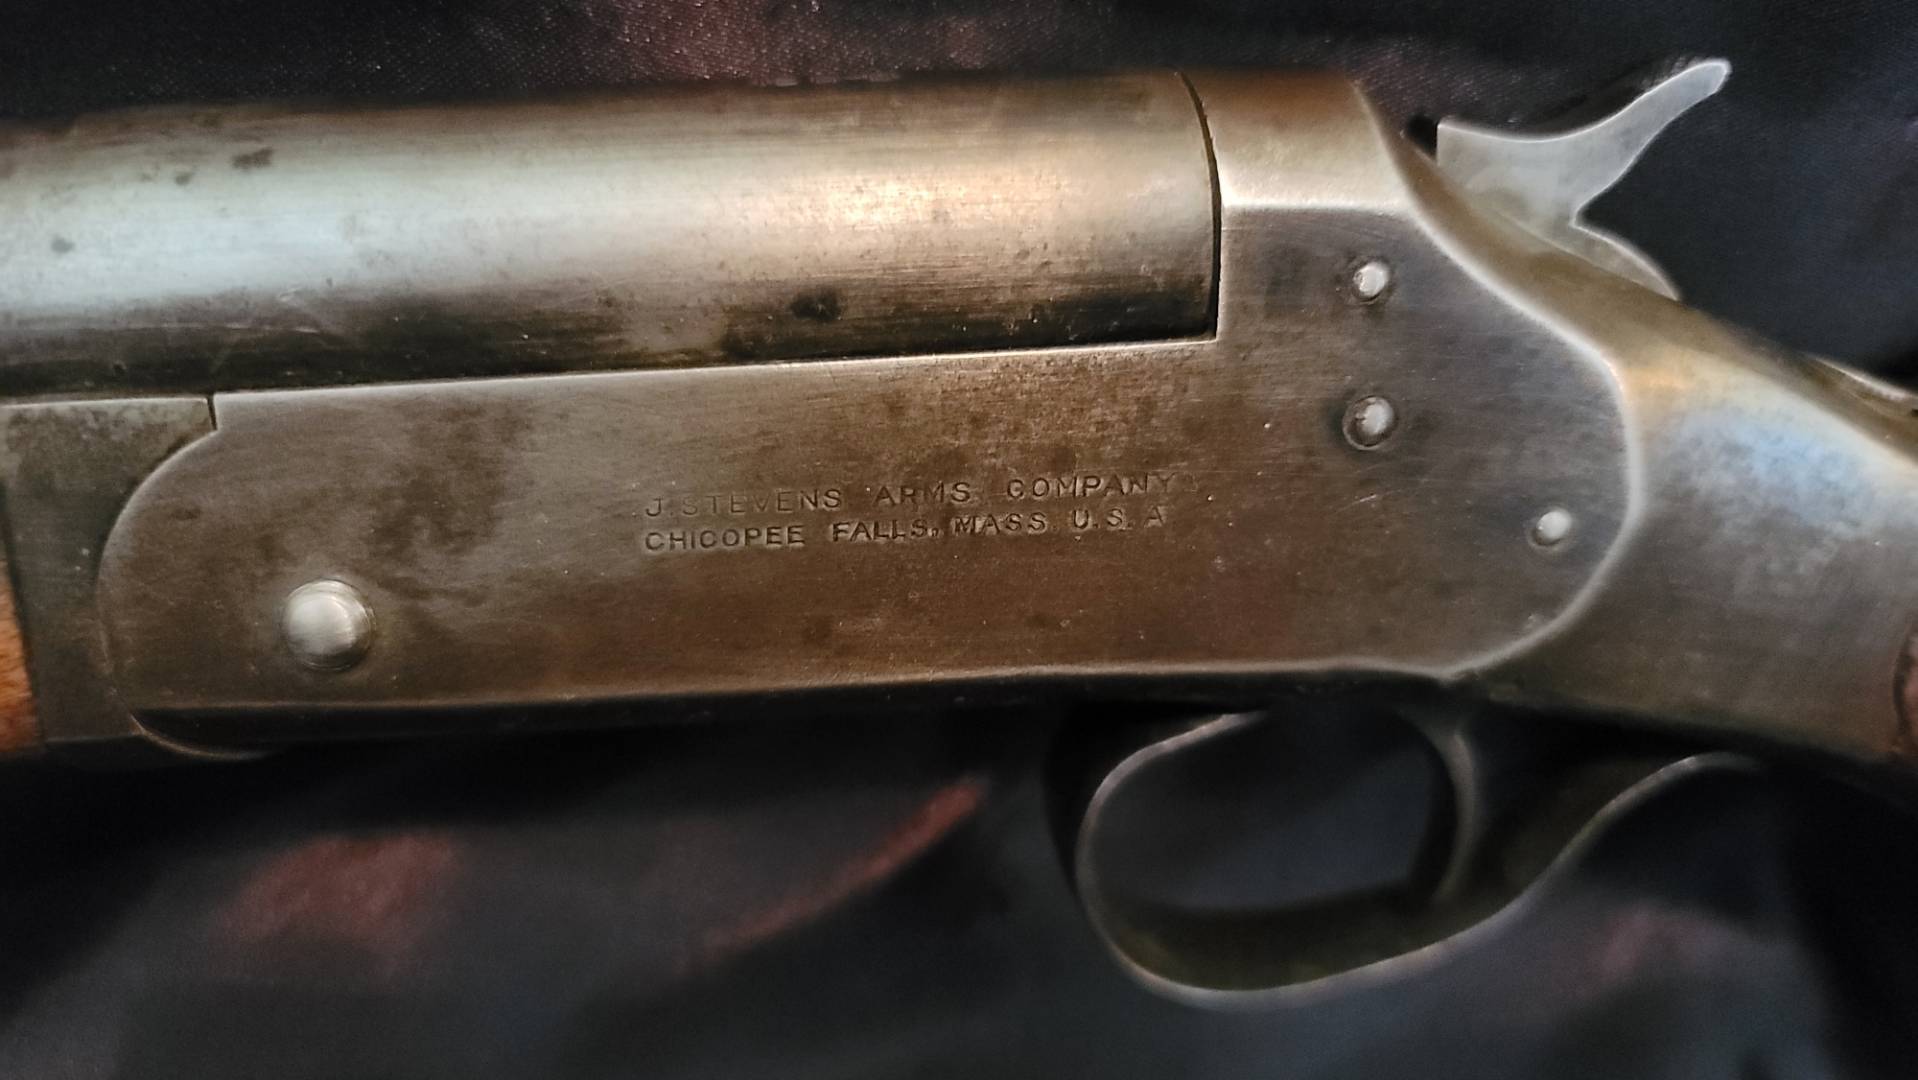 J. STEVENS ARMS COMPANY
CHICOPEE FALLS, MASS. U.S.A